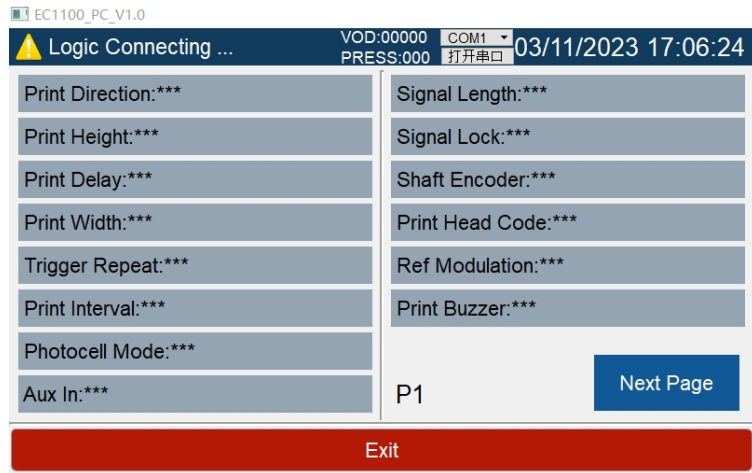 EC1100_PC_V1.0
Logic Connecting ...
VOD:00000
PRESS:000
COM1
打开串口
03/11/2023 17:06:24
Print Direction:***
Print Height:***
Print Delay:***
Print Width:***
Trigger Repeat:***
Print Interval:***
Photocell Mode:***
Aux In:***
Signal Length:***
Signal Lock:***
Shaft Encoder:***
Print Head Code:***
Ref Modulation:***
Print Buzzer:***
P1
Next Page
Exit